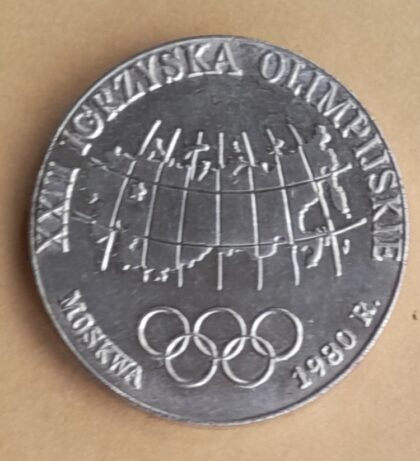 XXII IGRZYSKA OLIMPIJSKIE
MOSKWA 1980 R.